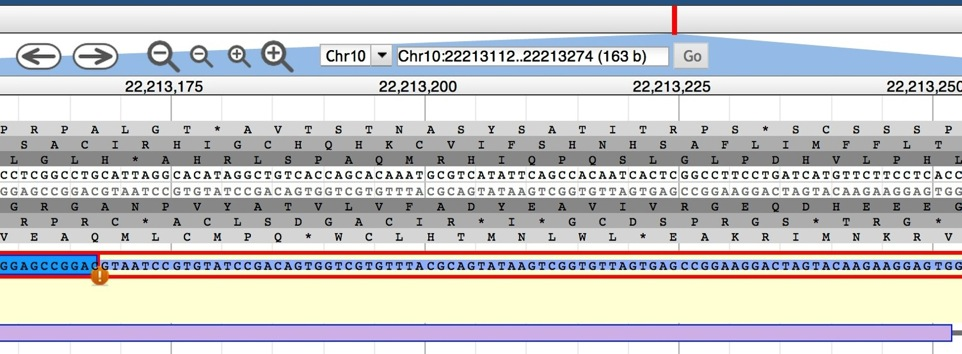 Chr10 Chr10:22213112..22213274 (163 b) Go
22,213,175 22,213,200 22,213,225 22,213,250
P R P A L G T * A V T S T N A S Y S A T I T R P S * S C S S S P
S A C I R H I G C H Q H K C V I F S H N H S A F L I M F F L T
L G L H * A H R L S P A Q M R H I Q P Q S L G L P D H V L P H L
CCTCGGCCTGCATTAGGCACATAGGCTGTCACCAGCACAAATGCGTCATATTCAGCCACAATCACTCGGCCTTCCTGATCATGTTCTTCCTCACC
GGAGCCGGACGTAATCCGTGTATCCGACAGTGGTCGTGTTTACGCAGTATAAGTCGGTGTTAGTGAGCCGGAAGGACTAGTACAAGAAGGAGTGG
G R G A N P V Y A T V L V F A D Y E A V I V R G E Q D H E E E G
R P R C * A C L S D G A C I R * I * G C D S P R G S * T R G *
V E A Q M L C M P Q * W C L H T M N L W L * E A K R I M N K R V
GGAGCCGGACGTAATCCGTGTATCCGACAGTGGTCGTGTTTACGCAGTATAAGTCGGTGTTAGTGAGCCGGAAGGACTAGTACAAGAAGGAGTGG
!